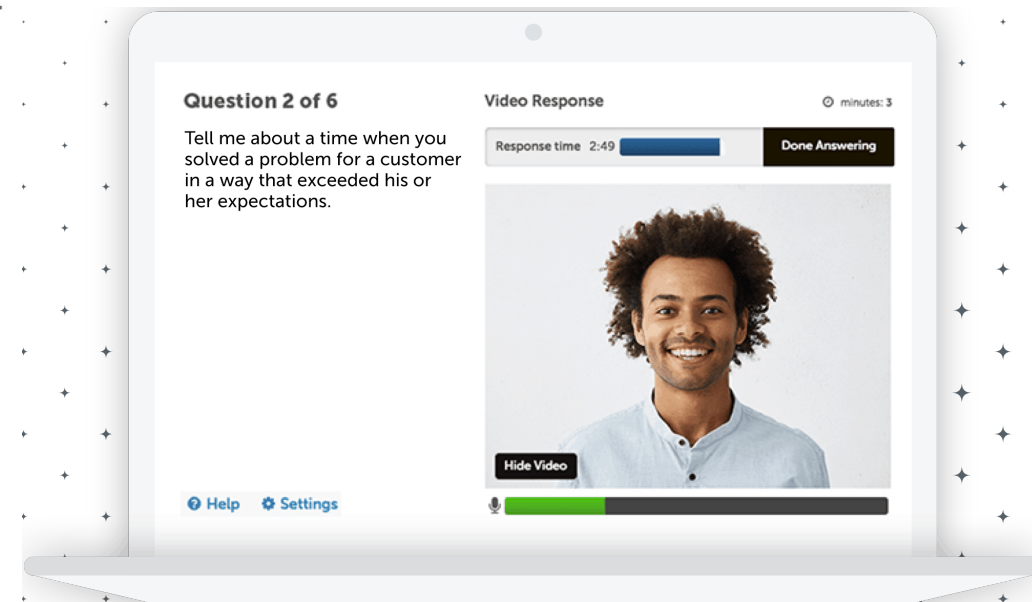 Question 2 of 6
Tell me about a time when you
solved a problem for a customer
in a way that exceeded his or
her expectations.
Help Settings
Video Response
minutes: 3
Response time 2:49
Done Answering
Hide Video